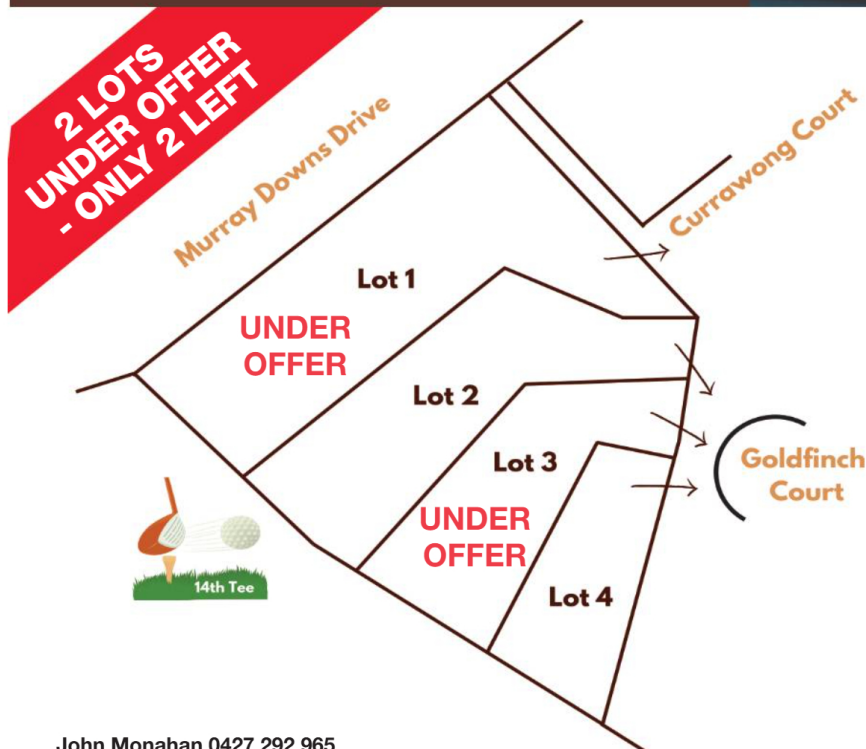 2 LOTS
UNDER OFFER
- ONLY 2 LEFT
Murray Downs Drive
Currawong Court
Lot 1
UNDER
OFFER
Lot 2
Lot 3
UNDER
OFFER
Goldfinch
Court
14th Tee
Lot 4
John Monahan 0427 292 965